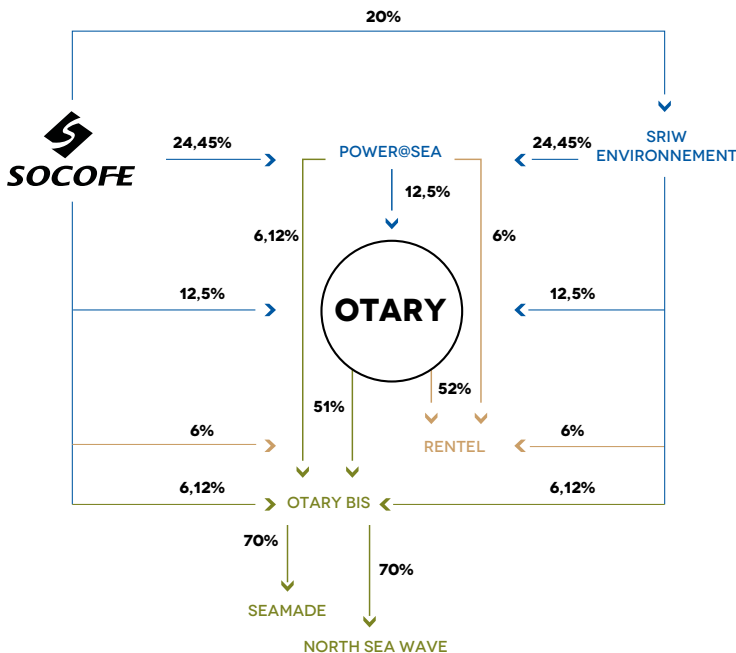 20%
SOCOFE
24,45%
POWER@SEA
24,45%
SRIW
ENVIRONNEMENT
12,5%
6,12%
6%
12,5%
OTARY
12,5%
51%
52%
6%
RENTEL
6%
6,12%
OTARY BIS
6,12%
70%
70%
SEAMADE
NORTH SEA WAVE